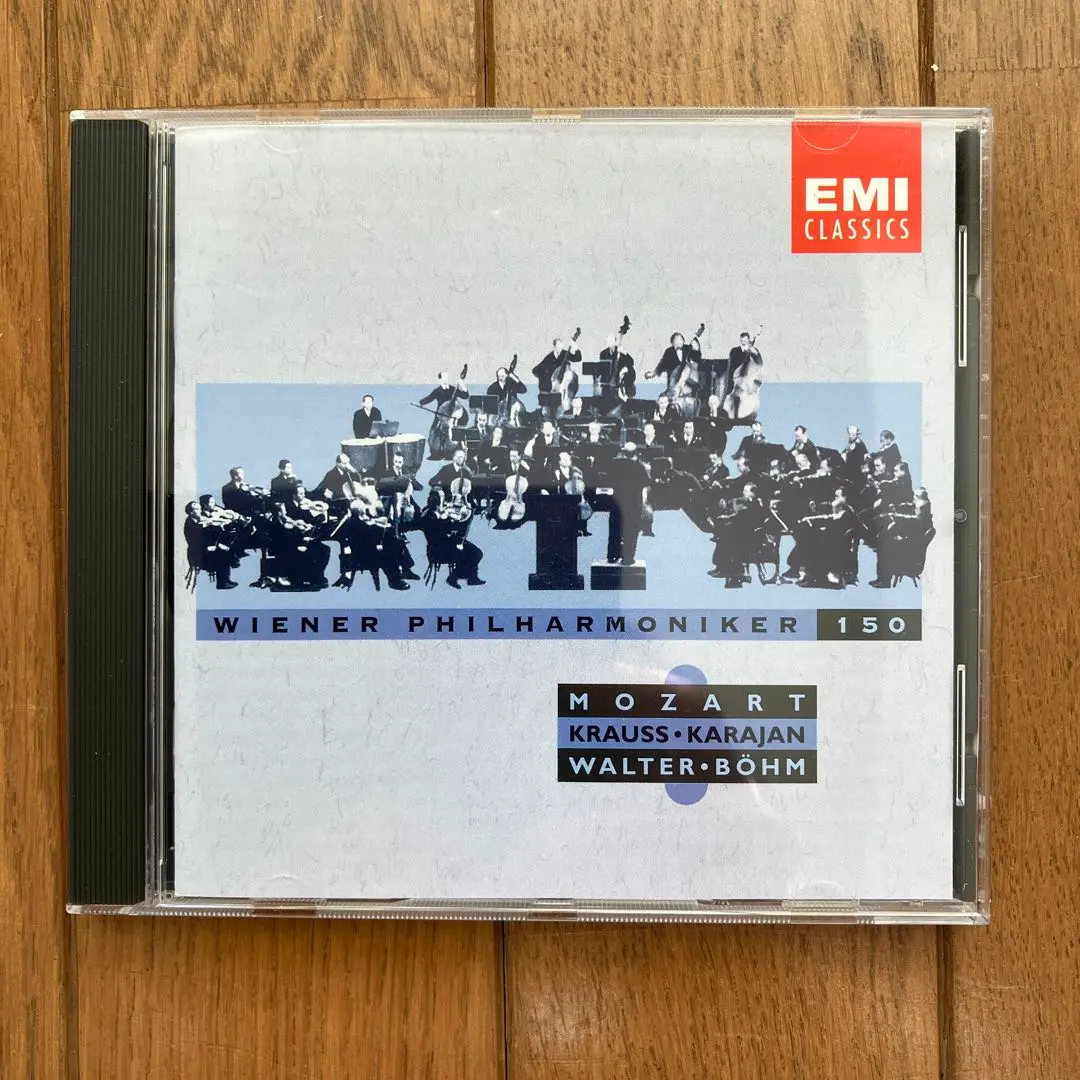 EMI
CLASSICS
WIENER PHILHARMONIKER 150
MOZART
KRAUSS•KARAJAN
WALTER•BÖHM